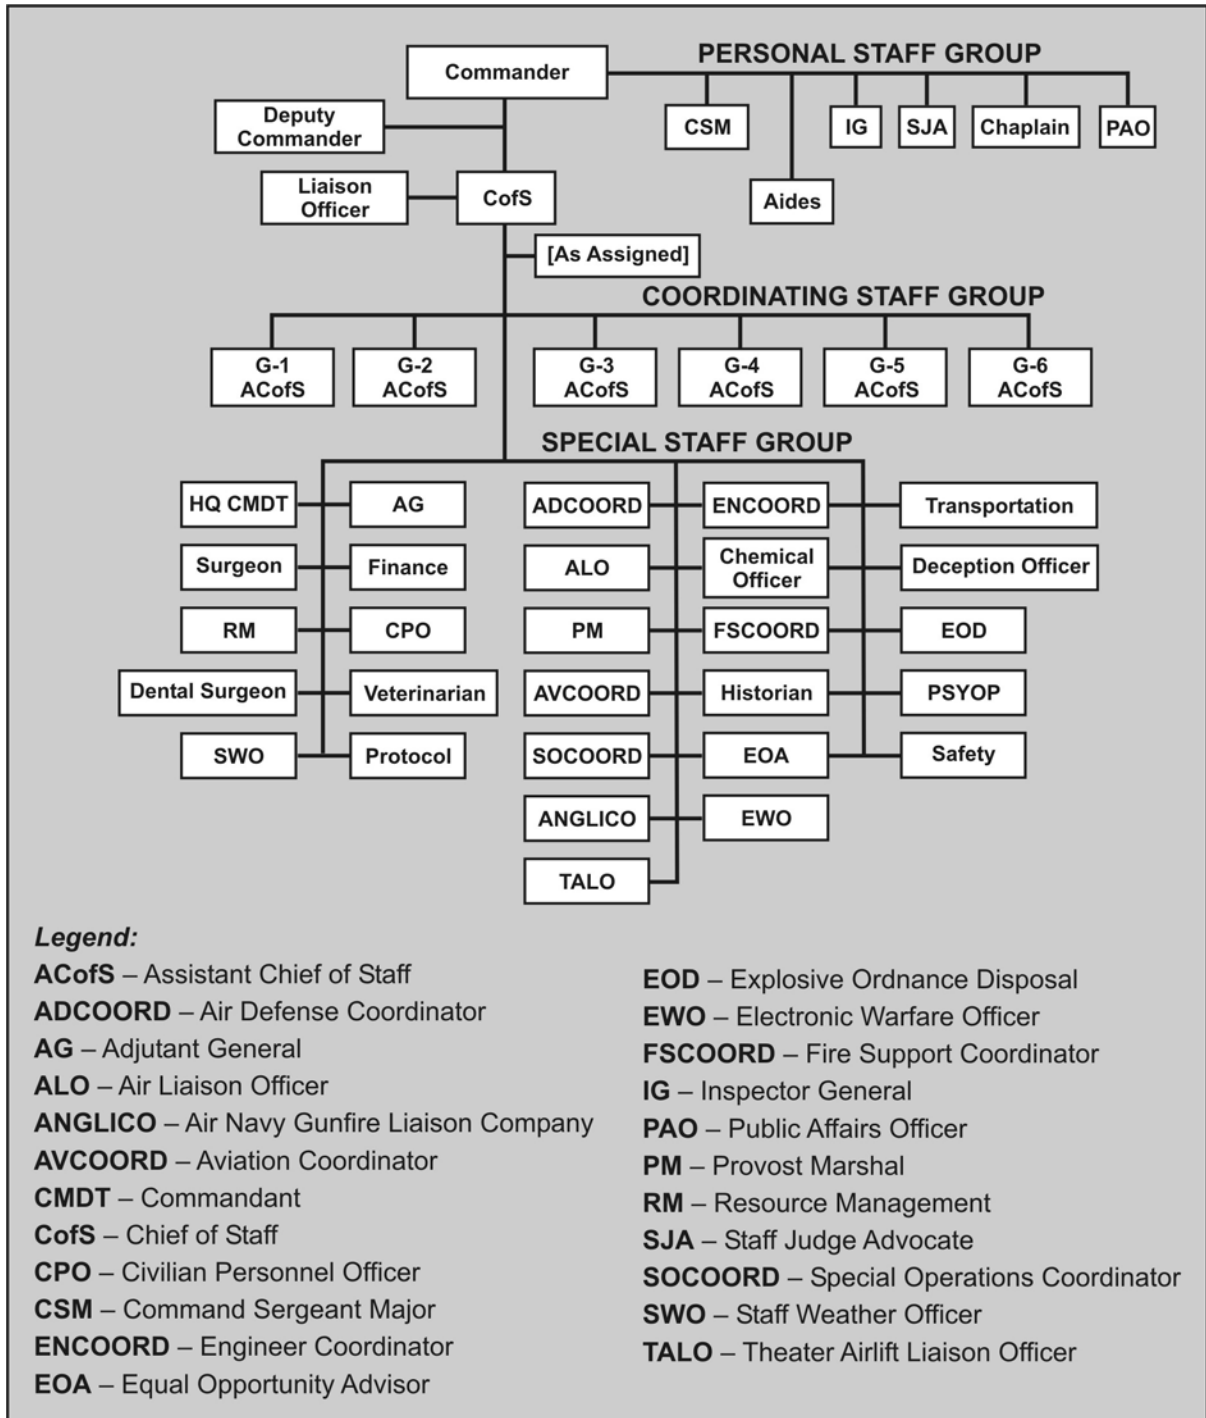 PERSONAL STAFF GROUP
Commander
Deputy
Commander
CSM
IG
SJA
Chaplain
PAO
Liaison
Officer
CofS
Aides
[As Assigned]
COORDINATING STAFF GROUP
G-1
ACofS
G-2
ACofS
G-3
ACofS
G-4
ACofS
G-5
ACofS
G-6
ACofS
SPECIAL STAFF GROUP
HQ CMDT
AG
ADCOORD
ENCOORD
Transportation
Surgeon
Finance
ALO
Chemical
Officer
Deception Officer
RM
CPO
PM
FSCOORD
EOD
Dental Surgeon
Veterinarian
AVCOORD
Historian
PSYOP
SWO
Protocol
SOCOORD
EOA
Safety
ANGLICO
EWO
TALO
Legend:
ACofS – Assistant Chief of Staff
ADCOORD – Air Defense Coordinator
AG – Adjutant General
ALO – Air Liaison Officer
ANGLICO – Air Navy Gunfire Liaison Company
AVCOORD – Aviation Coordinator
CMDT – Commandant
CofS – Chief of Staff
CPO – Civilian Personnel Officer
CSM – Command Sergeant Major
ENCOORD – Engineer Coordinator
EOA – Equal Opportunity Advisor
EOD – Explosive Ordnance Disposal
EWO – Electronic Warfare Officer
FSCOORD – Fire Support Coordinator
IG – Inspector General
PAO – Public Affairs Officer
PM – Provost Marshal
RM – Resource Management
SJA – Staff Judge Advocate
SOCOORD – Special Operations Coordinator
SWO – Staff Weather Officer
TALO – Theater Airlift Liaison Officer